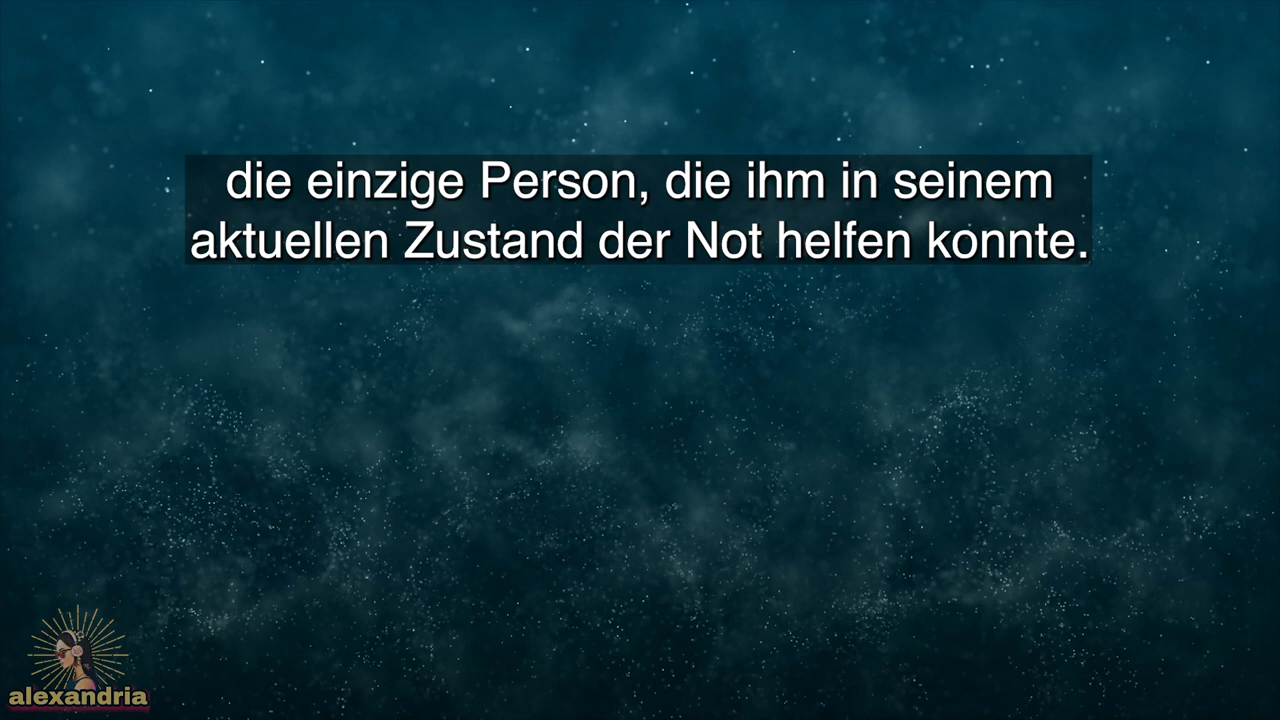 die einzige Person, die ihm in seinem
aktuellen Zustand der Not helfen konnte.
alexandria